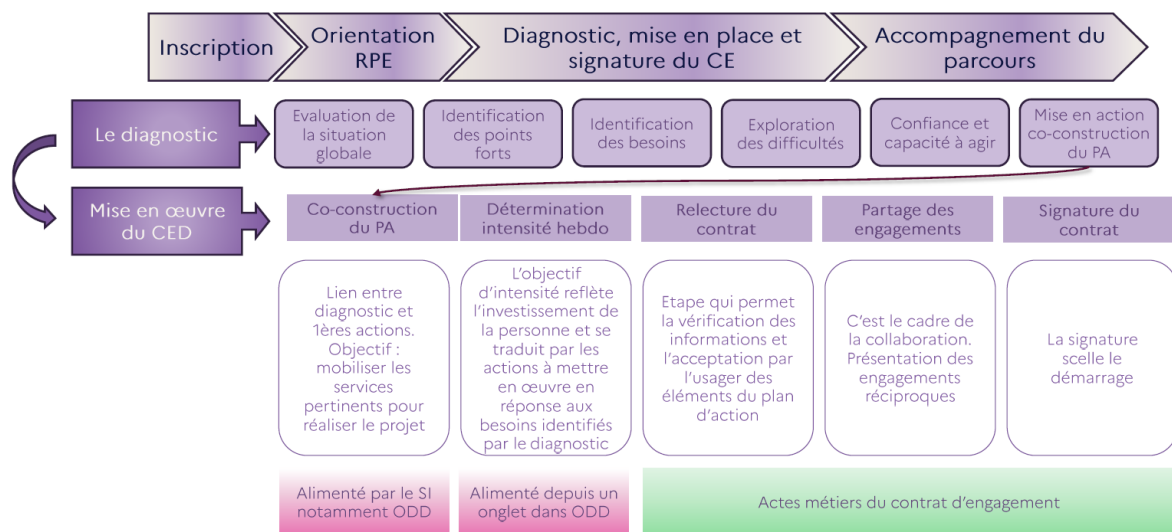 Inscription
Orientation
RPE
Diagnostic, mise en place et
signature du CE
Accompagnement du
parcours
Le diagnostic
Evaluation de
la situation
globale
Identification
des points
forts
Identification
des besoins
Exploration
des difficultés
Confiance et
capacité à agir
Mise en action
co-construction
du PA
Mise en œuvre
du CED
Co-construction
du PA
Détermination
intensité hebdo
Relecture du
contrat
Partage des
engagements
Signature du
contrat
Lien entre
diagnostic et
1ères actions.
Objectif :
mobiliser les
services
pertinents pour
réaliser le projet
L'objectif
d'intensité reflète
l'investissement de
la personne et se
traduit par les
actions à mettre
en œuvre en
réponse aux
besoins identifiés
par le diagnostic
Etape qui permet
la vérification des
informations et
l'acceptation par
l'usager des
éléments du plan
d'action
C'est le cadre de
la collaboration.
Présentation des
engagements
réciproques
La signature
scelle le
démarrage
Alimenté par le SI
notamment ODD
Alimenté depuis un
onglet dans ODD
Actes métiers du contrat d'engagement